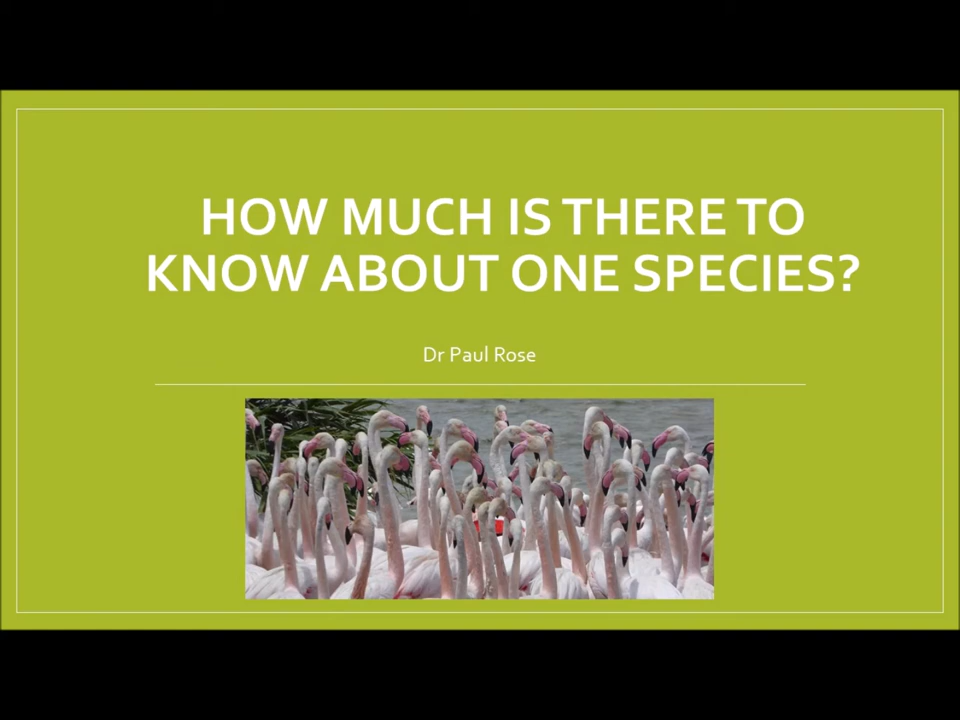 HOW MUCH IS THERE TO
KNOW ABOUT ONE SPECIES?
Dr Paul Rose